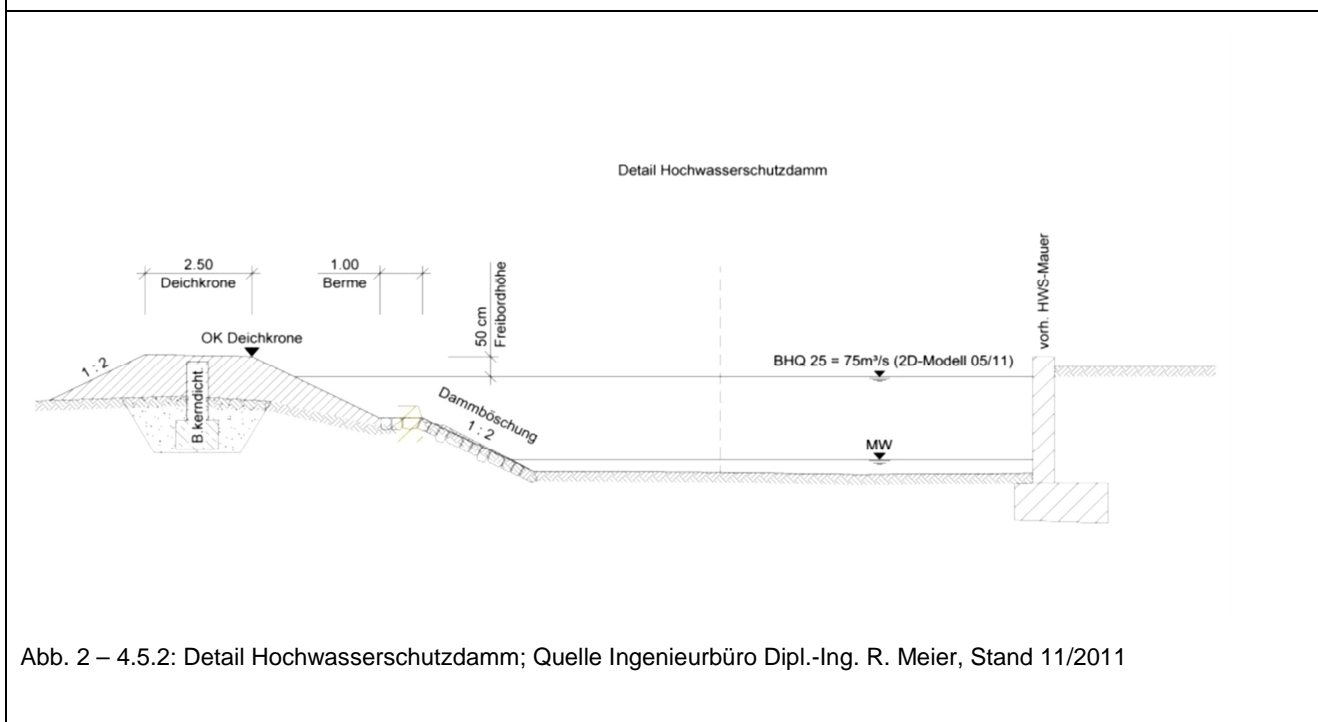 Detail Hochwasserschutzdamm
2.50
Deichkrone
1.00
Berme
50 cm
Freibordhöhe
vorh. HWS-Mauer
OK Deichkrone
BHQ 25 = 75m³/s (2D-Modell 05/11)
1 : 2
B.kerndicht.
Dammböschung
1 : 2
MW
Abb. 2 – 4.5.2: Detail Hochwasserschutzdamm; Quelle Ingenieurbüro Dipl.-Ing. R. Meier, Stand 11/2011